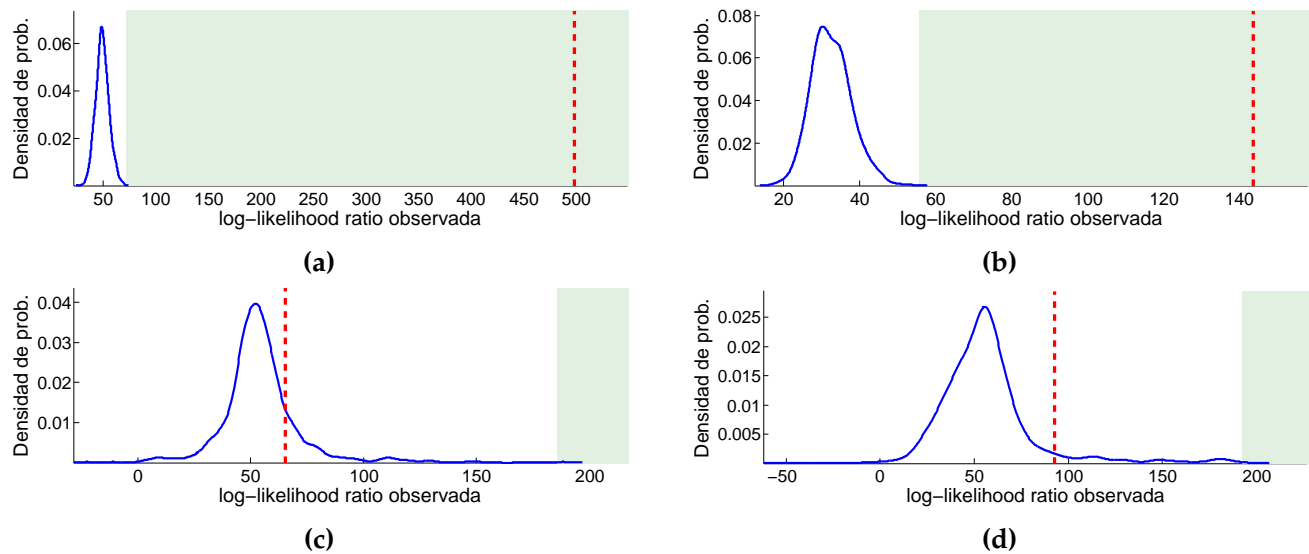 Densidad de prob.
0.06
0.04
0.02
50 100 150 200 250 300 350 400 450 500
log−likelihood ratio observada
(a)
Densidad de prob.
0.08
0.06
0.04
0.02
20 40 60 80 100 120 140
log−likelihood ratio observada
(b)
Densidad de prob.
0.04
0.03
0.02
0.01
0 50 100 150 200
log−likelihood ratio observada
(c)
Densidad de prob.
0.025
0.02
0.015
0.01
0.005
−50 0 50 100 150 200
log−likelihood ratio observada
(d)